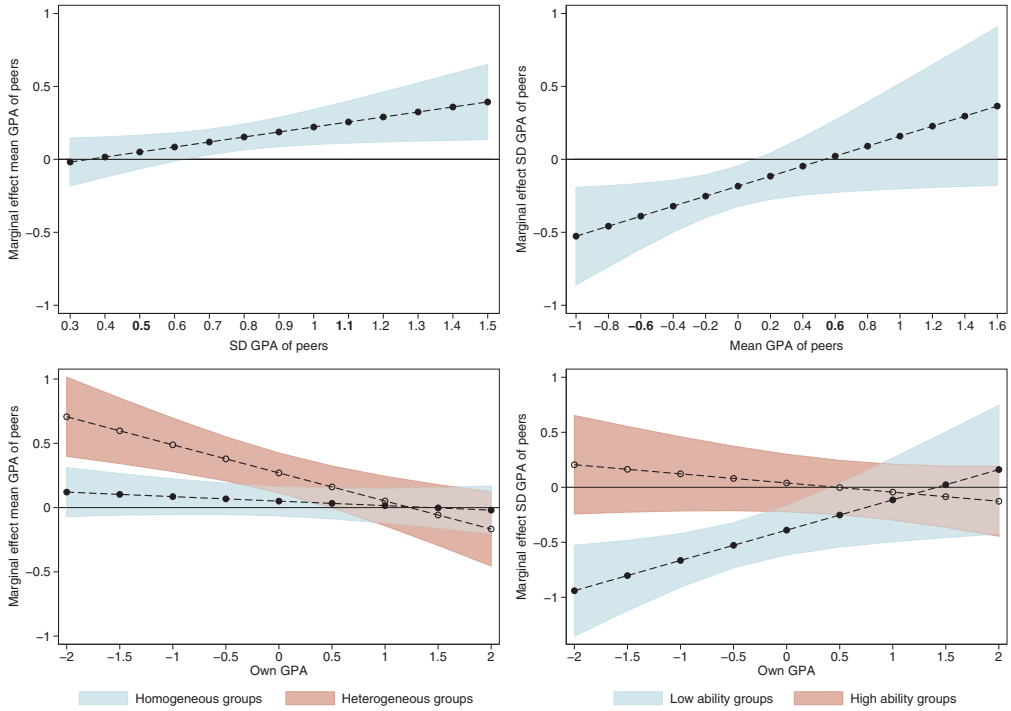 Marginal effect mean GPA of peers
1
0.5
0
−0.5
−1
0.3 0.4 0.5 0.6 0.7 0.8 0.9 1 1.1 1.2 1.3 1.4 1.5
SD GPA of peers
Marginal effect SD GPA of peers
1
0.5
0
−0.5
−1
−1 −0.8 −0.6 −0.4 −0.2 0 0.2 0.4 0.6 0.8 1 1.2 1.4 1.6
Mean GPA of peers
Marginal effect mean GPA of peers
1
0.5
0
−0.5
−1
−2 −1.5 −1 −0.5 0 0.5 1 1.5 2
Own GPA
Homogeneous groups Heterogeneous groups
Marginal effect SD GPA of peers
1
0.5
0
−0.5
−1
−2 −1.5 −1 −0.5 0 0.5 1 1.5 2
Own GPA
Low ability groups High ability groups